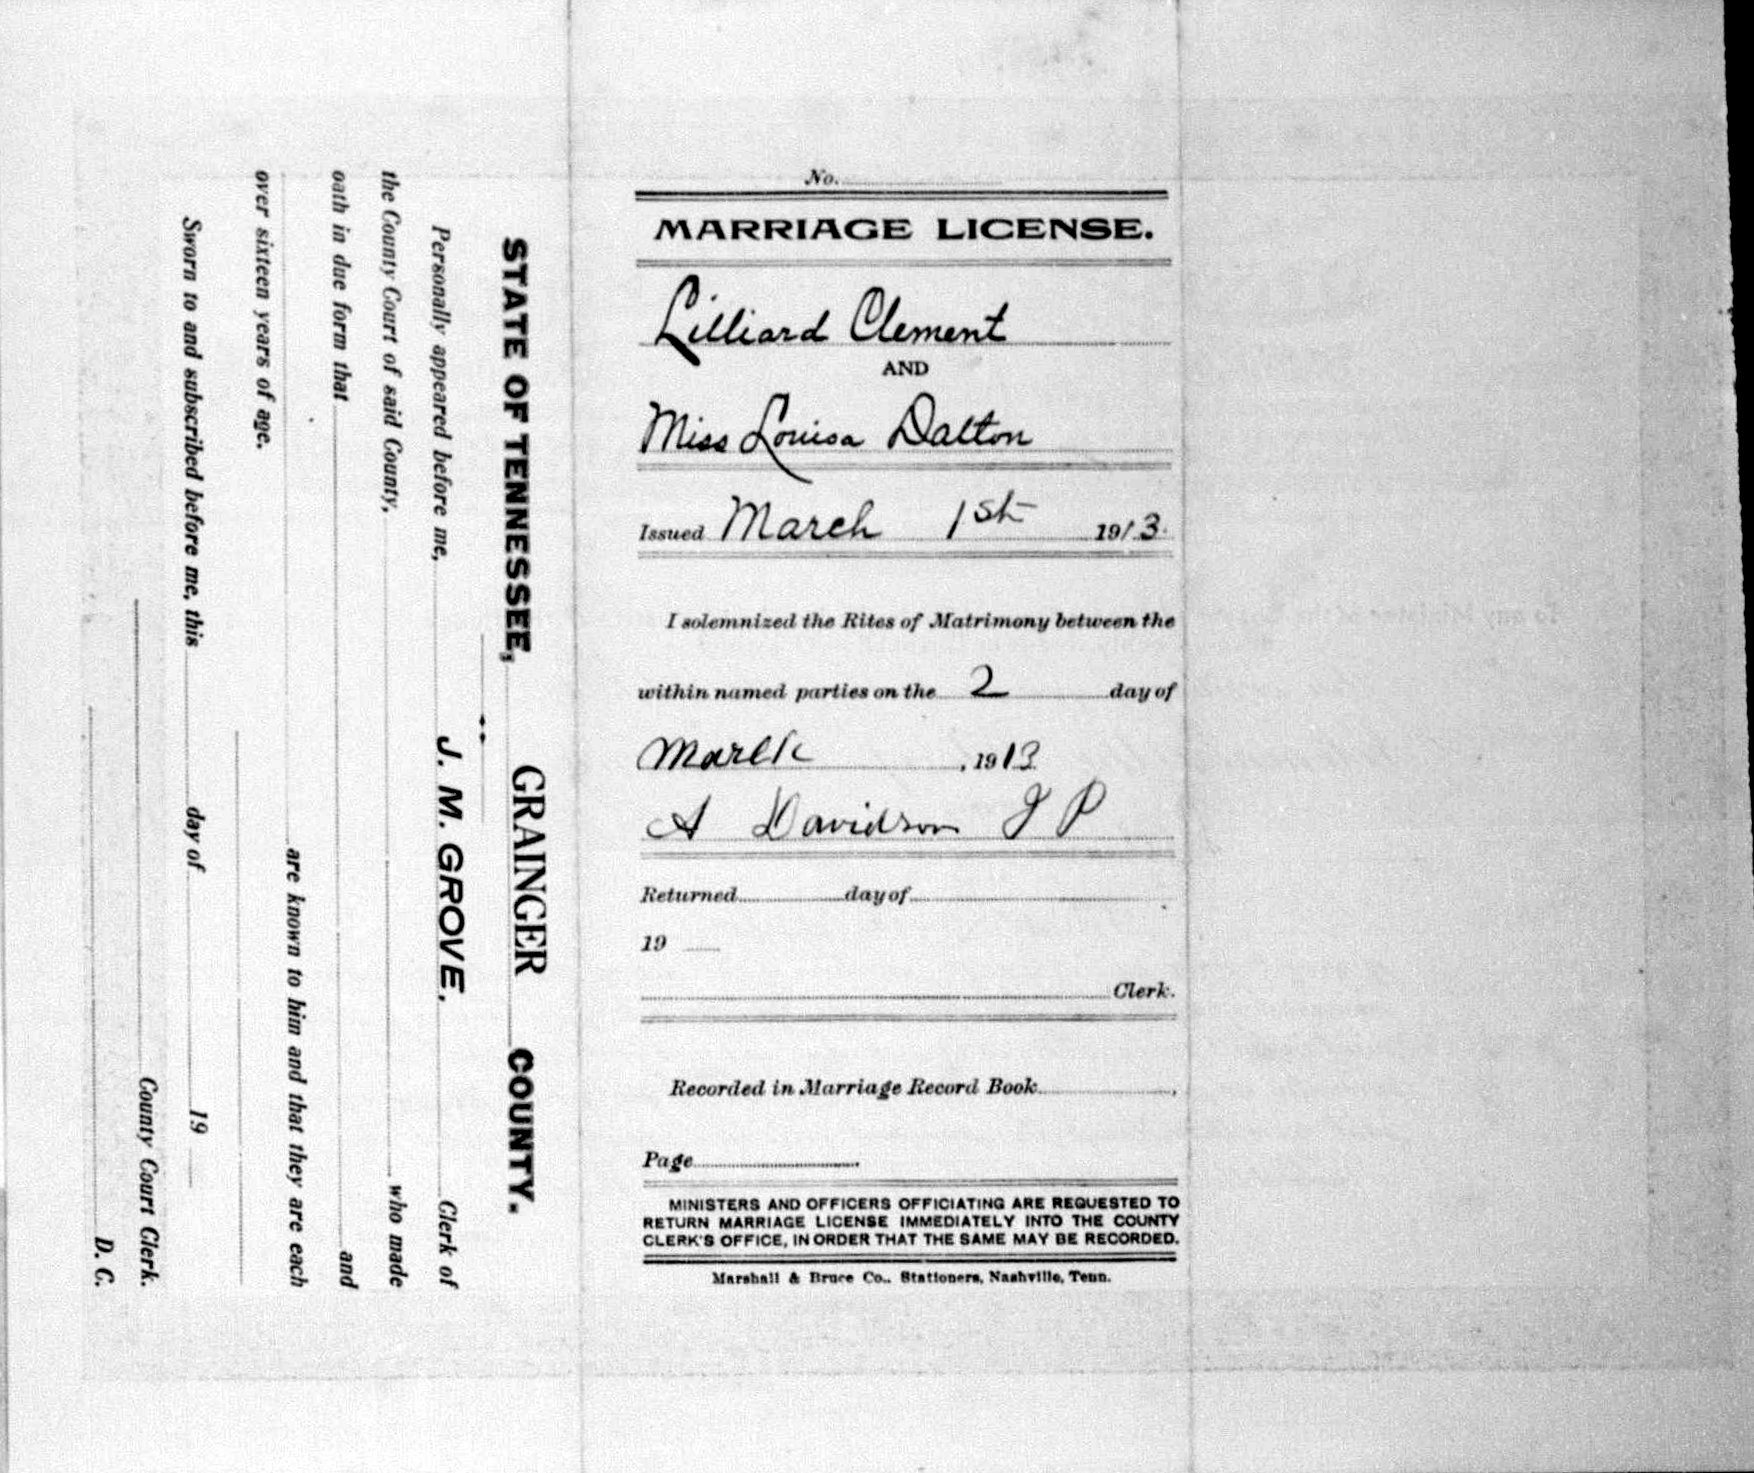 No.
MARRIAGE LICENSE.
Lilliard Clement
AND
Miss Louisa Dalton
Issued March 1st 1913.
I solemnized the Rites of Matrimony between the
within named parties on the 2 day of
March , 1913
A Davidson J P
Returned day of
19
Clerk.
Recorded in Marriage Record Book ,
Page .
MINISTERS AND OFFICERS OFFICIATING ARE REQUESTED TO
RETURN MARRIAGE LICENSE IMMEDIATELY INTO THE COUNTY
CLERK'S OFFICE, IN ORDER THAT THE SAME MAY BE RECORDED.
Marshall & Bruce Co., Stationers, Nashville, Tenn.
STATE OF TENNESSEE, GRAINGER COUNTY.
Personally appeared before me, J. M. GROVE, Clerk of
the County Court of said County, who made
oath in due form that and
are known to him and that they are each
over sixteen years of age.
Sworn to and subscribed before me, this day of 19
County Court Clerk.
D. C.